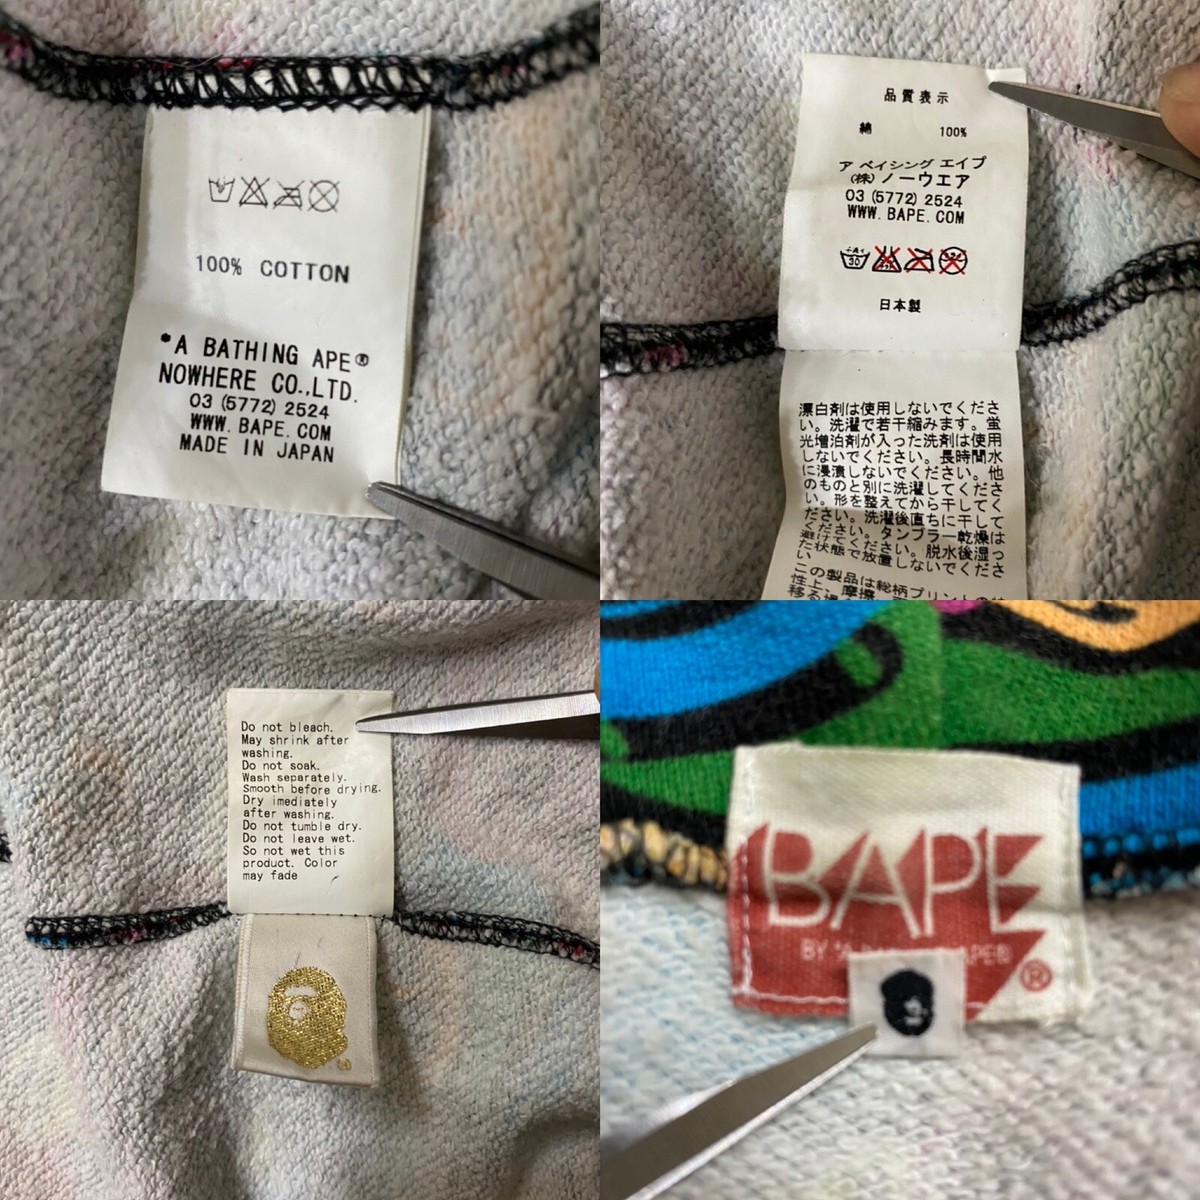 100% COTTON
*A BATHING APE®
NOWHERE CO.,LTD.
03 (5772) 2524
WWW.BAPE.COM
MADE IN JAPAN
品質表示
綿 100%
ア ベイシング エイプ
(株) ノーウエア
03 (5772) 2524
WWW.BAPE.COM
30
日本製
漂白剤は使用しないでくださ
い。洗濯で若干縮みます。蛍
光増泊剤が入った洗剤は使用
しないでください。長時間水
に浸漬しないでください。他
のものと別に洗濯してくださ
い。形を整えてから干してく
ださい。洗濯後直ちに干して
ください。タンブラー乾燥は
避けてください。脱水後湿っ
た状態で放置しないでくださ
い
この製品は総柄プリントの
性上、摩擦
Do not bleach.
May shrink after
washing.
Do not soak.
Wash separately.
Smooth before drying.
Dry imediately
after washing.
Do not tumble dry.
Do not leave wet.
So not wet this
product. Color
may fade
BAPE
BY
®